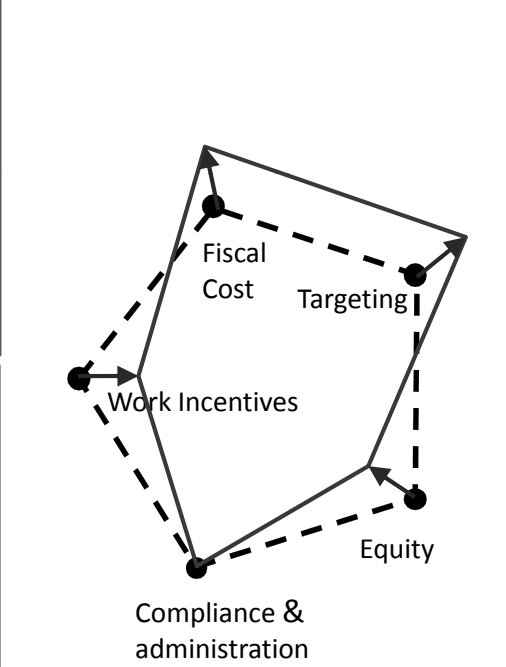 Fiscal
Cost
Targeting
Work Incentives
Equity
Compliance &
administration